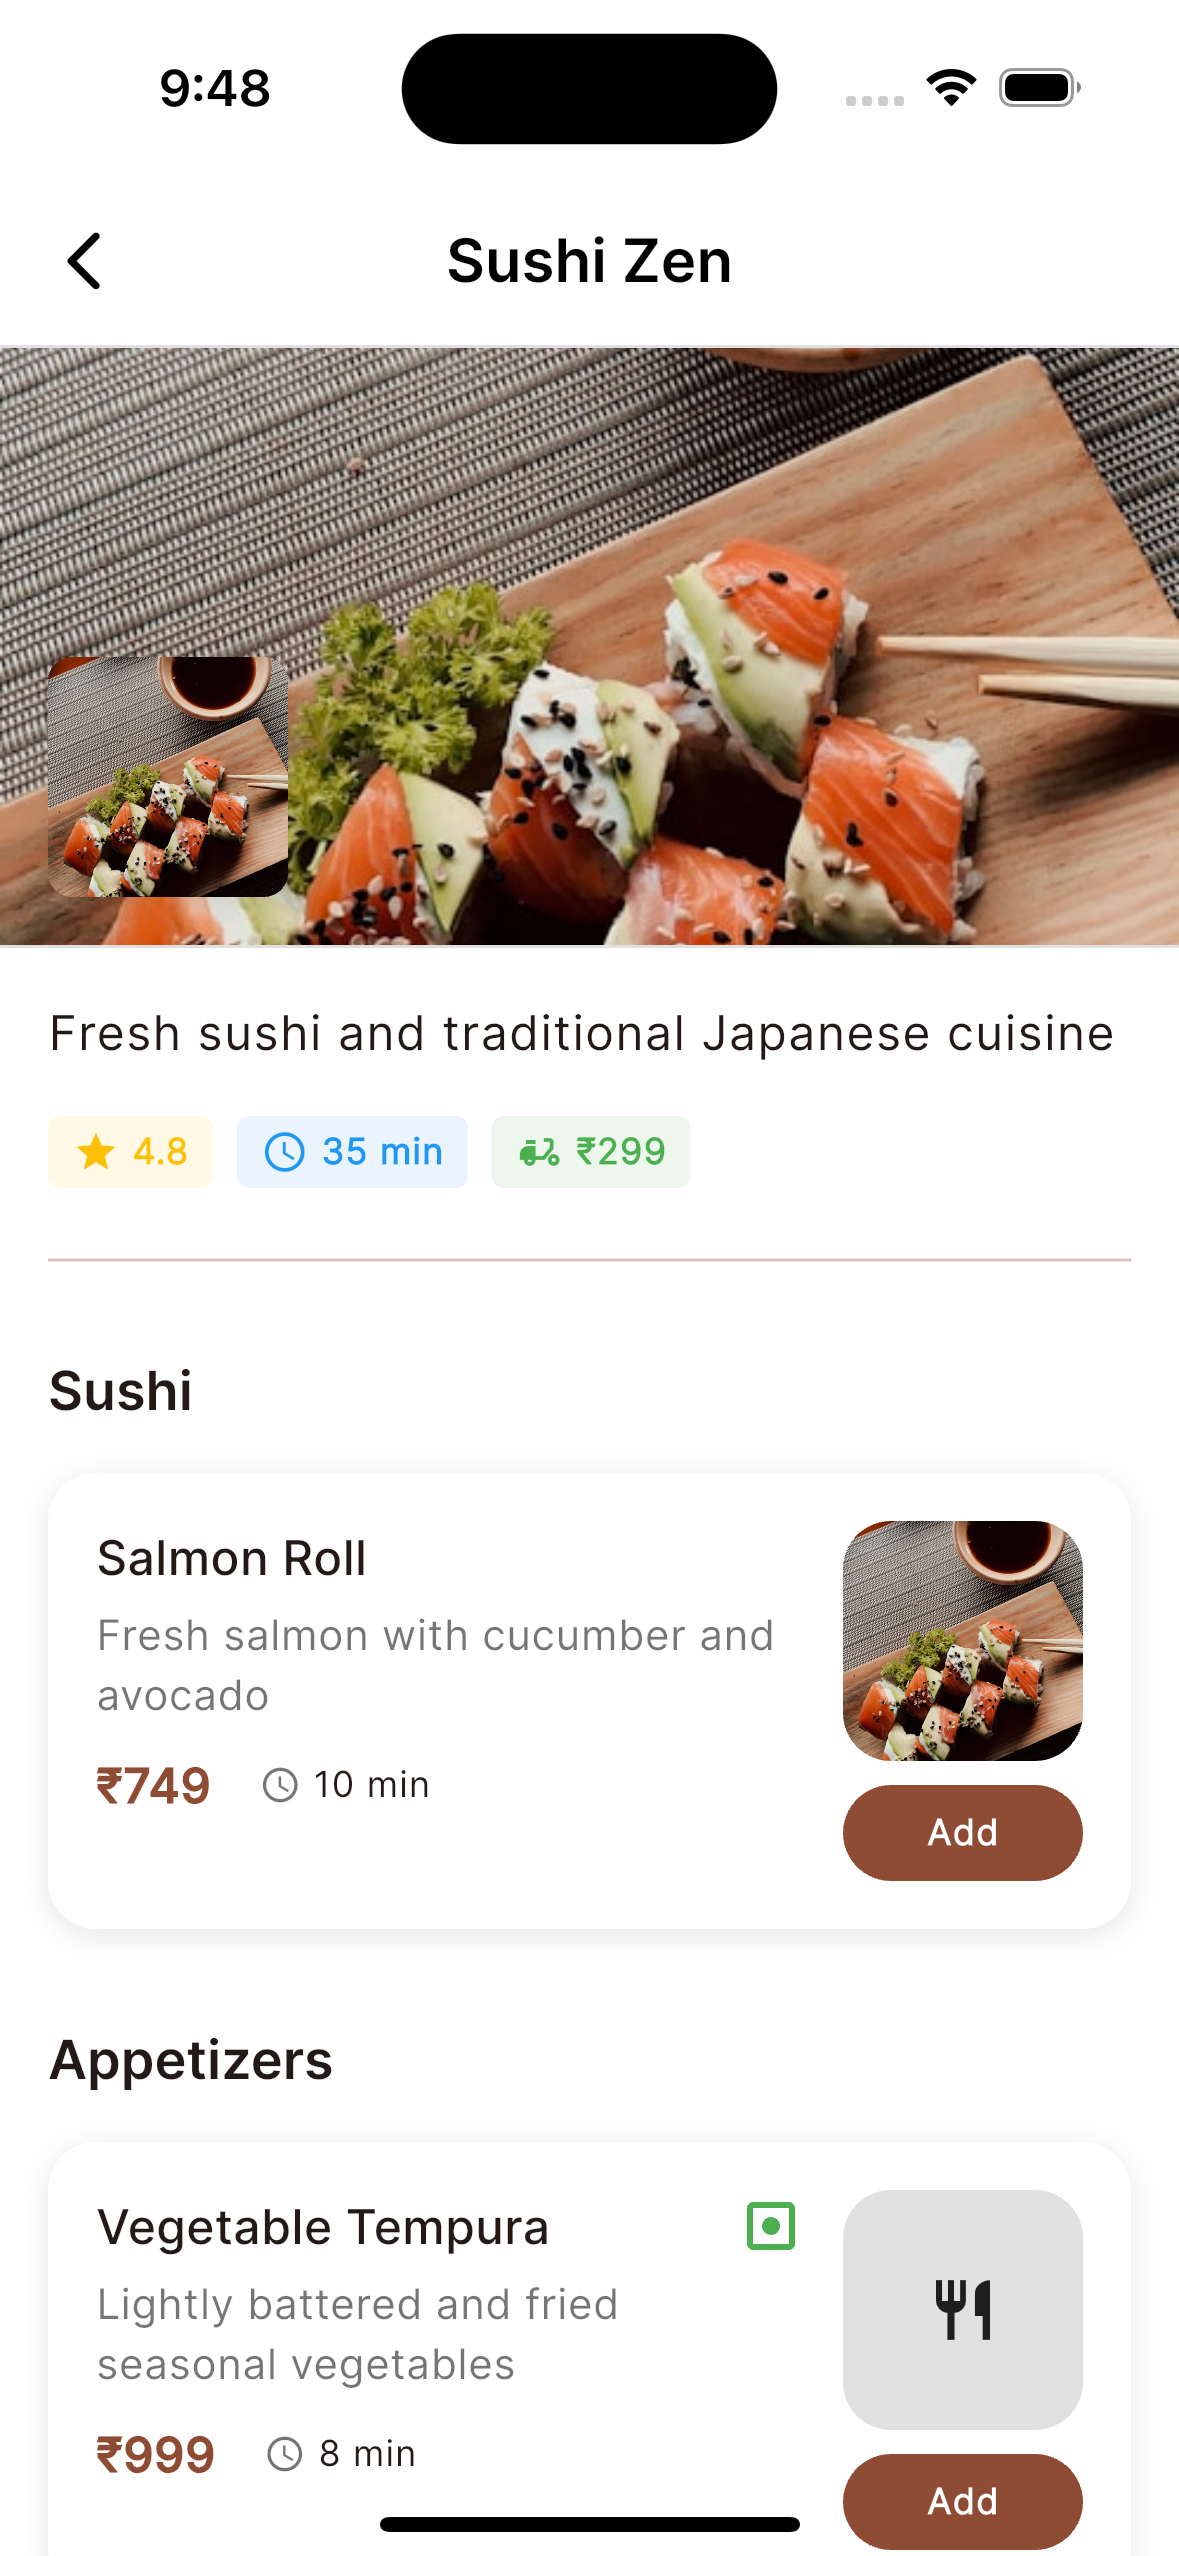 9:48
Sushi Zen
Fresh sushi and traditional Japanese cuisine
4.8
35 min
₹299
Sushi
Salmon Roll
Fresh salmon with cucumber and
avocado
₹749
10 min
Add
Appetizers
Vegetable Tempura
Lightly battered and fried
seasonal vegetables
₹999
8 min
Add